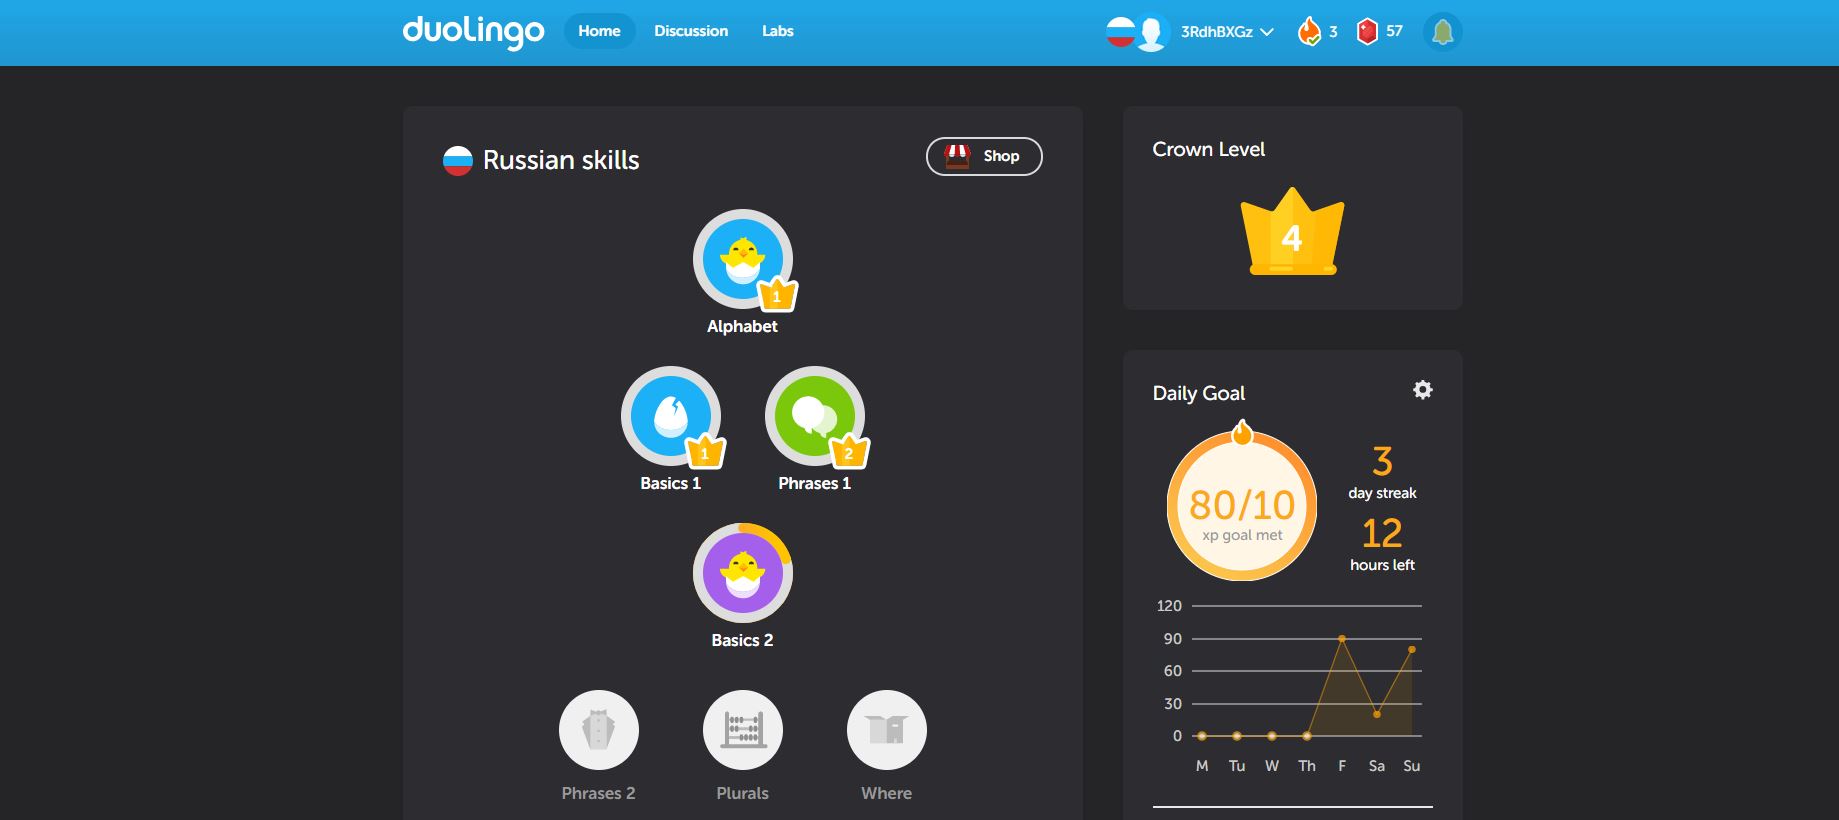 duolingo
Home Discussion Labs 3RdhBXGz 3 57
Russian skills
Shop
1
Alphabet
1
Basics 1
2
Phrases 1
Basics 2
Phrases 2
Plurals
Where
Crown Level
4
Daily Goal
80/10
xp goal met
3
day streak
12
hours left
120
90
60
30
0
M Tu W Th F Sa Su